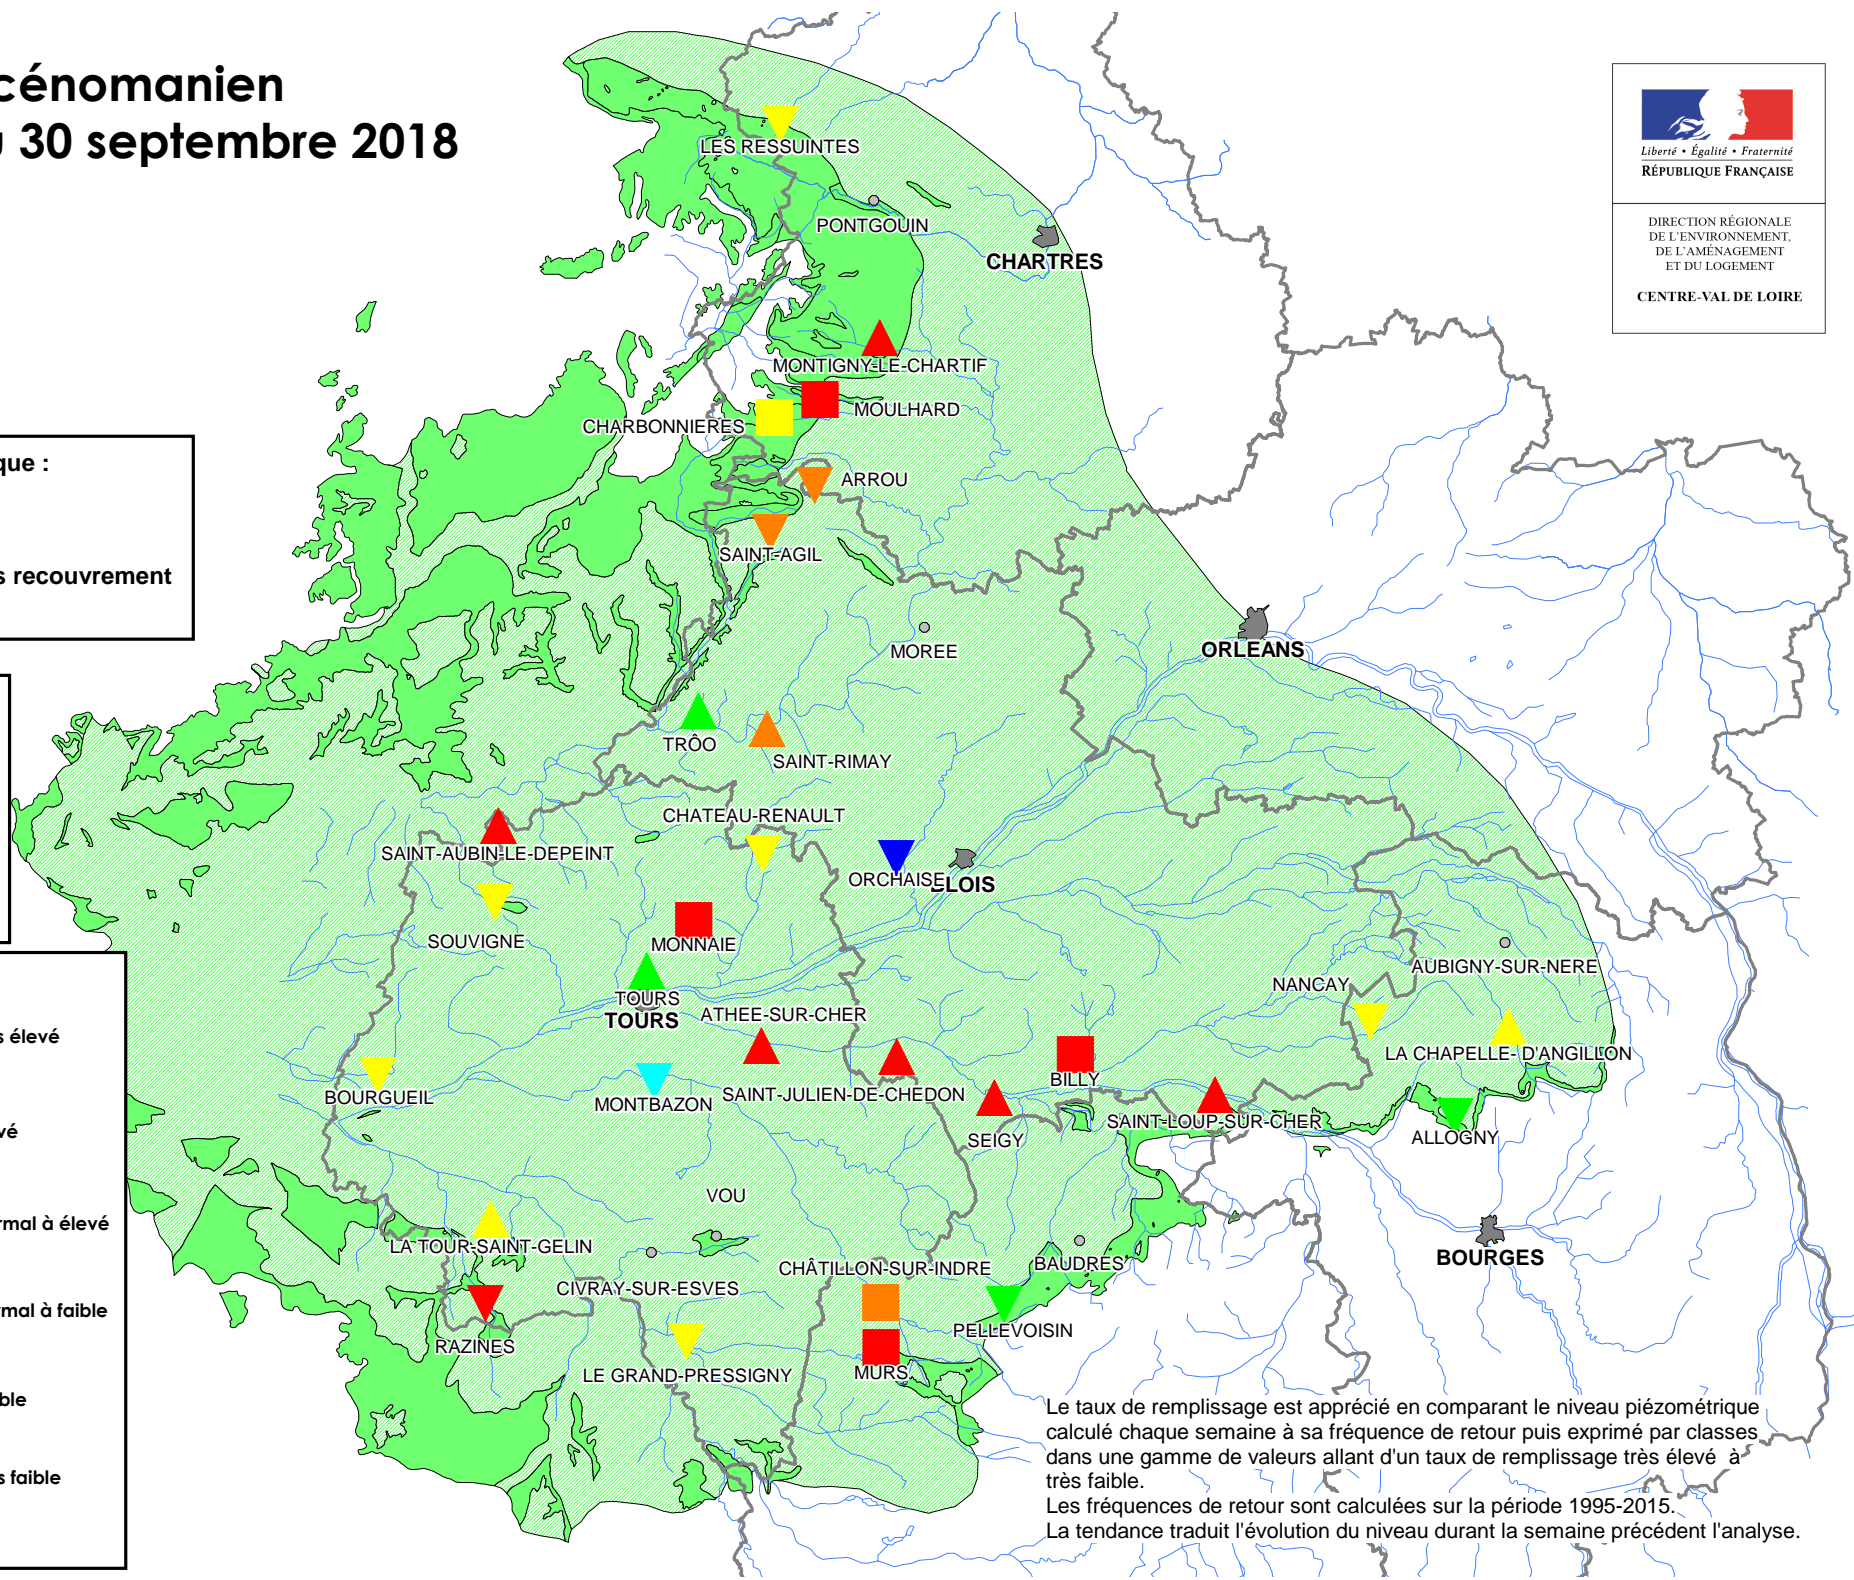 cénomanien
30 septembre 2018
Liberté • Égalité • Fraternité
RÉPUBLIQUE FRANÇAISE
DIRECTION RÉGIONALE
DE L'ENVIRONNEMENT,
DE L'AMÉNAGEMENT
ET DU LOGEMENT
CENTRE-VAL DE LOIRE
LES RESSUINTES
PONTGOUIN
CHARTRES
MONTIGNY-LE-CHARTIF
MOULHARD
CHARBONNIERES
que :
ARROU
SAINT-AGIL
s recouvrement
MOREE
ORLEANS
TRÔO
SAINT-RIMAY
CHATEAU-RENAULT
SAINT-AUBIN-LE-DEPEINT
ORCHAISE
BLOIS
SOUVIGNE
MONNAIE
AUBIGNY-SUR-NERE
NANCAY
TOURS
TOURS
ATHEE-SUR-CHER
s élevé
LA CHAPELLE- D'ANGILLON
BILLY
BOURGUEIL
MONTBAZON
SAINT-JULIEN-DE-CHEDON
SAINT-LOUP-SUR-CHER
vé
SEIGY
ALLOGNY
VOU
rmal à élevé
LA TOUR-SAINT-GELIN
BOURGES
CHÂTILLON-SUR-INDRE
BAUDRES
CIVRAY-SUR-ESVES
rmal à faible
PELLEVOISIN
RAZINES
LE GRAND-PRESSIGNY
MURS
ble
s faible
Le taux de remplissage est apprécié en comparant le niveau piézométrique
calculé chaque semaine à sa fréquence de retour puis exprimé par classes
dans une gamme de valeurs allant d'un taux de remplissage très élevé à
très faible.
Les fréquences de retour sont calculées sur la période 1995-2015.
La tendance traduit l'évolution du niveau durant la semaine précédent l'analyse.